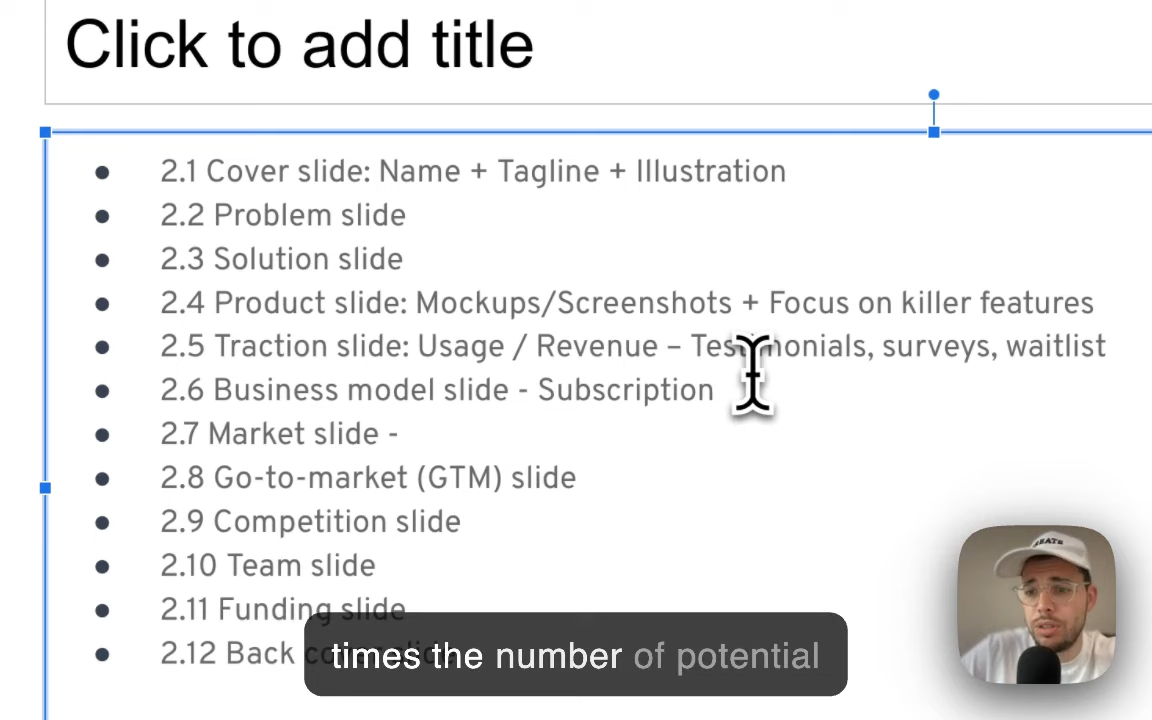 Click to add title
2.1 Cover slide: Name + Tagline + Illustration
2.2 Problem slide
2.3 Solution slide
2.4 Product slide: Mockups/Screenshots + Focus on killer features
2.5 Traction slide: Usage / Revenue – Testimonials, surveys, waitlist
2.6 Business model slide - Subscription
2.7 Market slide -
2.8 Go-to-market (GTM) slide
2.9 Competition slide
2.10 Team slide
2.11 Funding slide
2.12 Back cover slide
times the number of potential